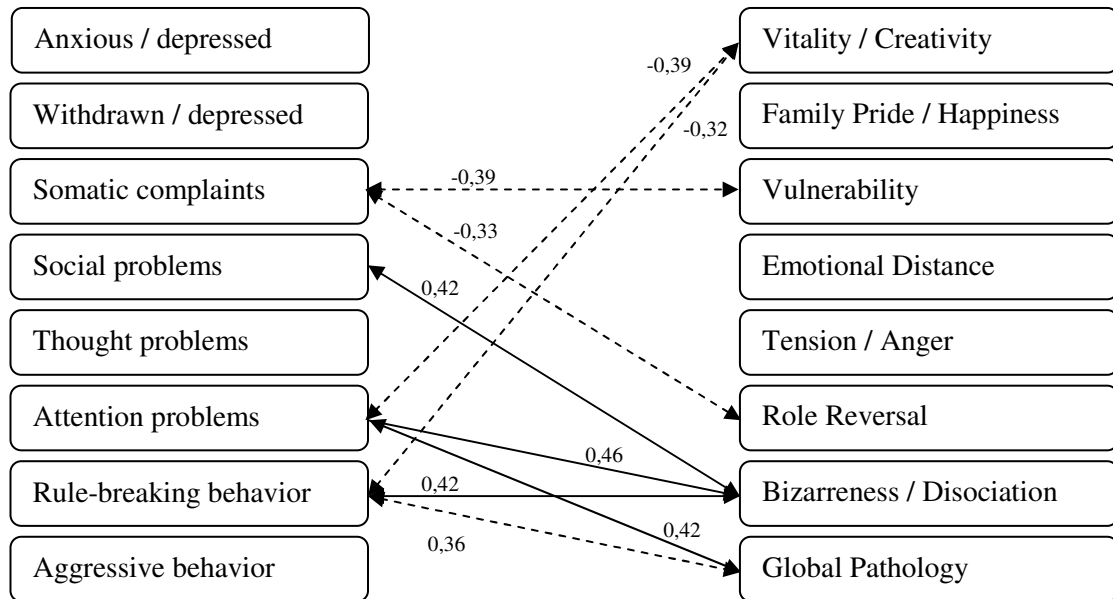 Anxious / depressed
Vitality / Creativity
-0,39
Withdrawn / depressed
Family Pride / Happiness
-0,32
Somatic complaints
-0,39
Vulnerability
-0,33
Social problems
0,42
Emotional Distance
Thought problems
Tension / Anger
Attention problems
Role Reversal
0,46
Rule-breaking behavior
0,42
Bizarreness / Disociation
0,42
0,36
Aggressive behavior
Global Pathology